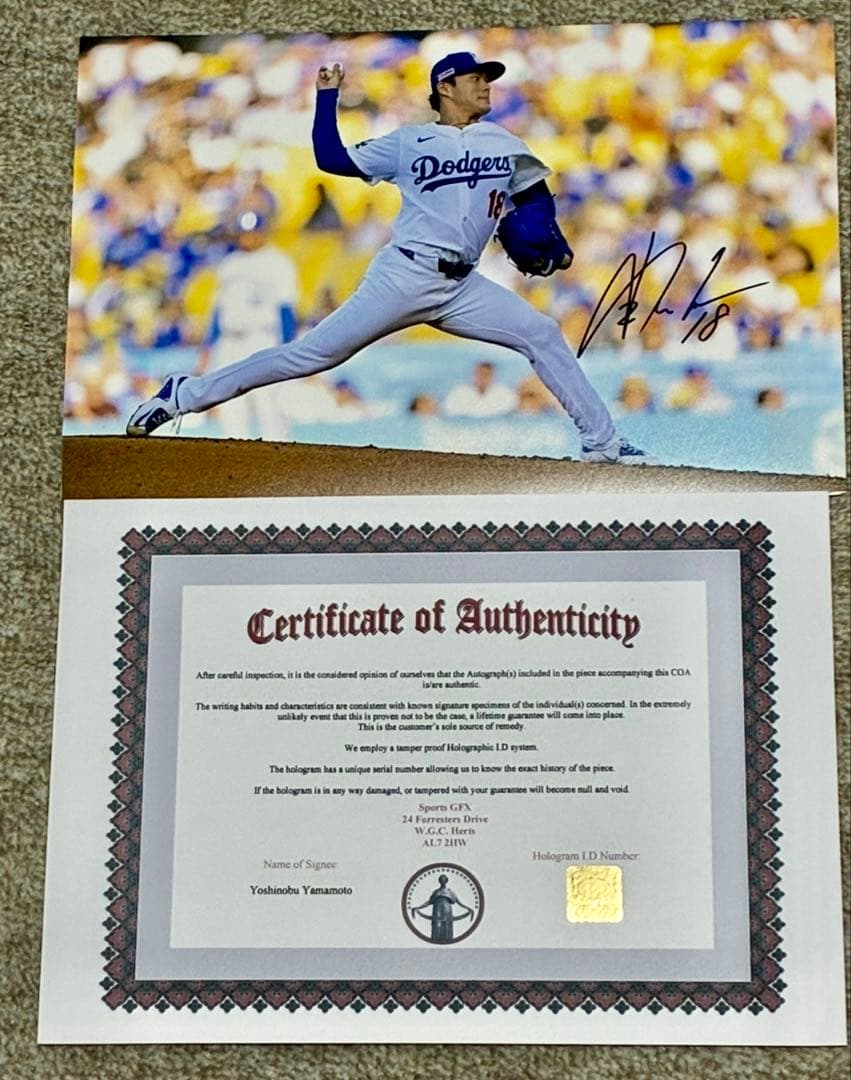 Dodgers
18
18
Certificate of Authenticity
After careful inspection, it is the considered opinion of ourselves that the Autograph(s) included in the piece accompanying this COA
is/are authentic.
The writing habits and characteristics are consistent with known signature specimens of the individual(s) concerned. In the extremely
unlikely event that this is proven not to be the case, a lifetime guarantee will come into place.
This is the customer's sole source of remedy.
We employ a tamper proof Holographic I.D system.
The hologram has a unique serial number allowing us to know the exact history of the piece.
If the hologram is in any way damaged, or tampered with your guarantee will become null and void.
Sports GFX
24 Forresters Drive
W.G.C. Herts
AL7 2HW
Hologram I.D Number:
Name of Signee:
Yoshinobu Yamamoto